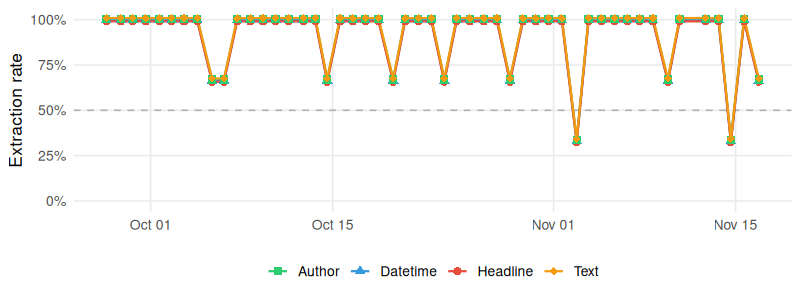 Extraction rate
100%
75%
50%
25%
0%
Oct 01 Oct 15 Nov 01 Nov 15
Author Datetime Headline Text